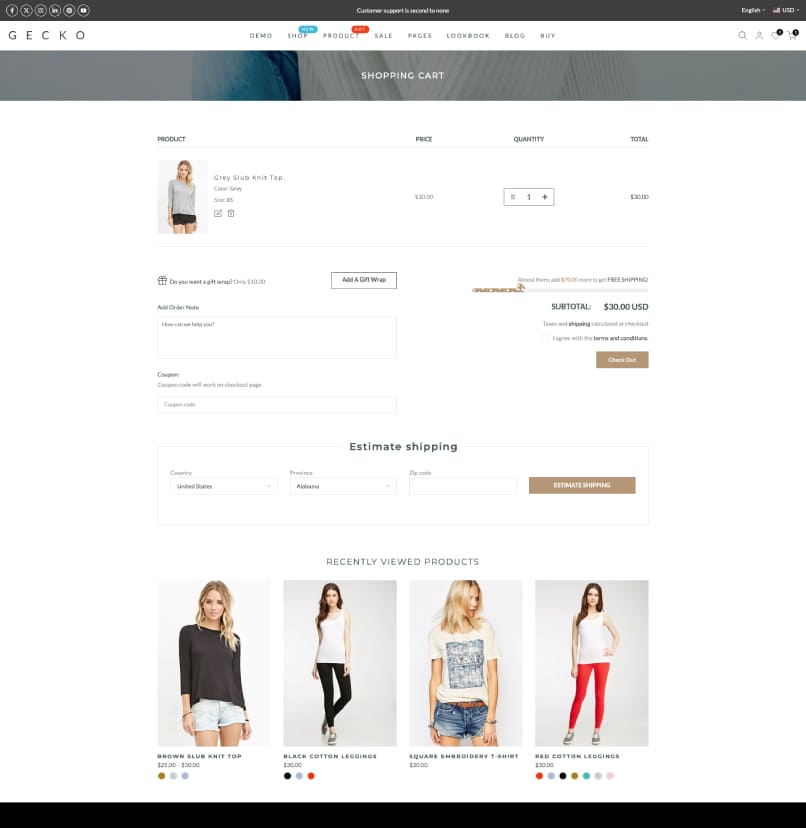 Customer support is second to none
English
USD
GECKO
DEMO
SHOP
NEW
PRODUCT
HOT
SALE
PAGES
LOOKBOOK
BLOG
BUY
SHOPPING CART
PRODUCT
PRICE
QUANTITY
TOTAL
Grey Slub Knit Top
Color: Grey
Size: XS
$30.00
1
$30.00
Do you want a gift wrap? Only $10.00
Add A Gift Wrap
Almost there, add $70.00 more to get FREE SHIPPING!
SUBTOTAL: $30.00 USD
Taxes and shipping calculated at checkout
I agree with the terms and conditions.
Check Out
Add Order Note
How can we help you?
Coupon:
Coupon code will work on checkout page
Coupon code
Estimate shipping
Country
United States
Province
Alabama
Zip code
ESTIMATE SHIPPING
RECENTLY VIEWED PRODUCTS
BROWN SLUB KNIT TOP
$25.00 - $50.00
BLACK COTTON LEGGINGS
$30.00
SQUARE EMBROIDERY T-SHIRT
RED COTTON LEGGINGS
$30.00